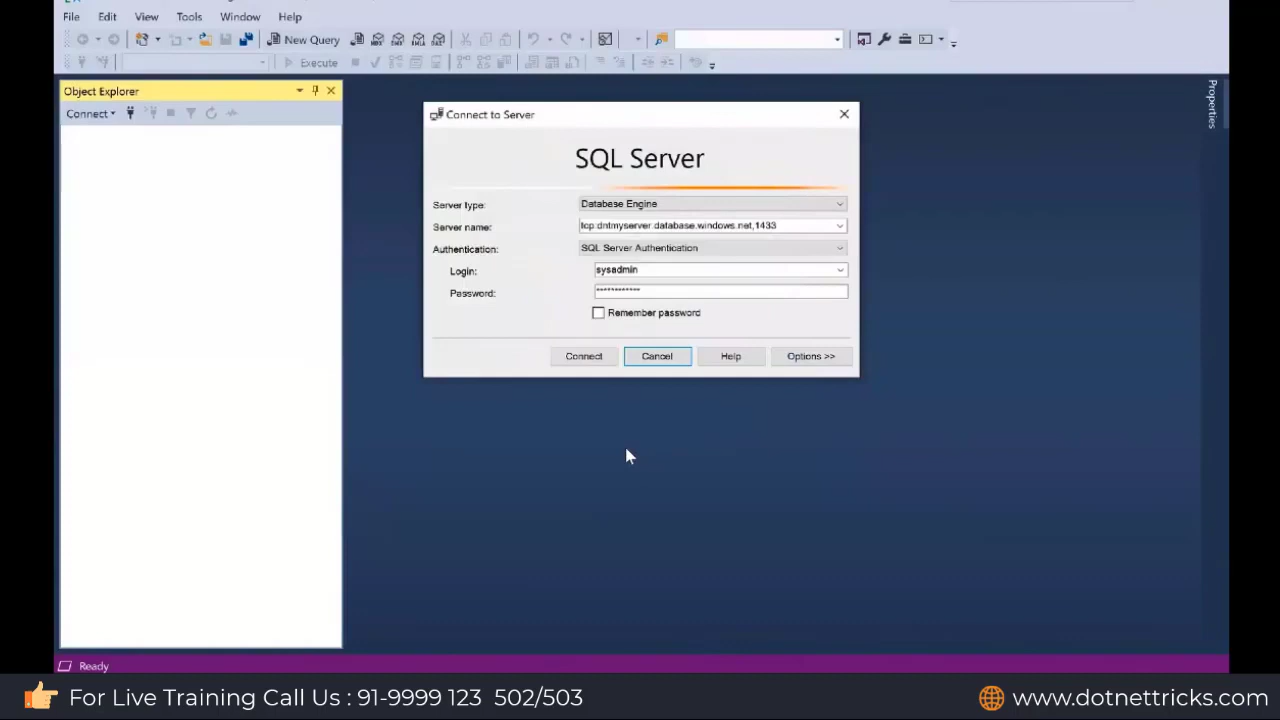 File Edit View Tools Window Help
New Query
Execute
Object Explorer
Connect
Connect to Server
SQL Server
Server type: Database Engine
Server name: tcp:dntmyserver.database.windows.net,1433
Authentication: SQL Server Authentication
Login: sysadmin
Password: ************
Remember password
Connect Cancel Help Options >>
Properties
Ready
For Live Training Call Us : 91-9999 123 502/503
www.dotnettricks.com